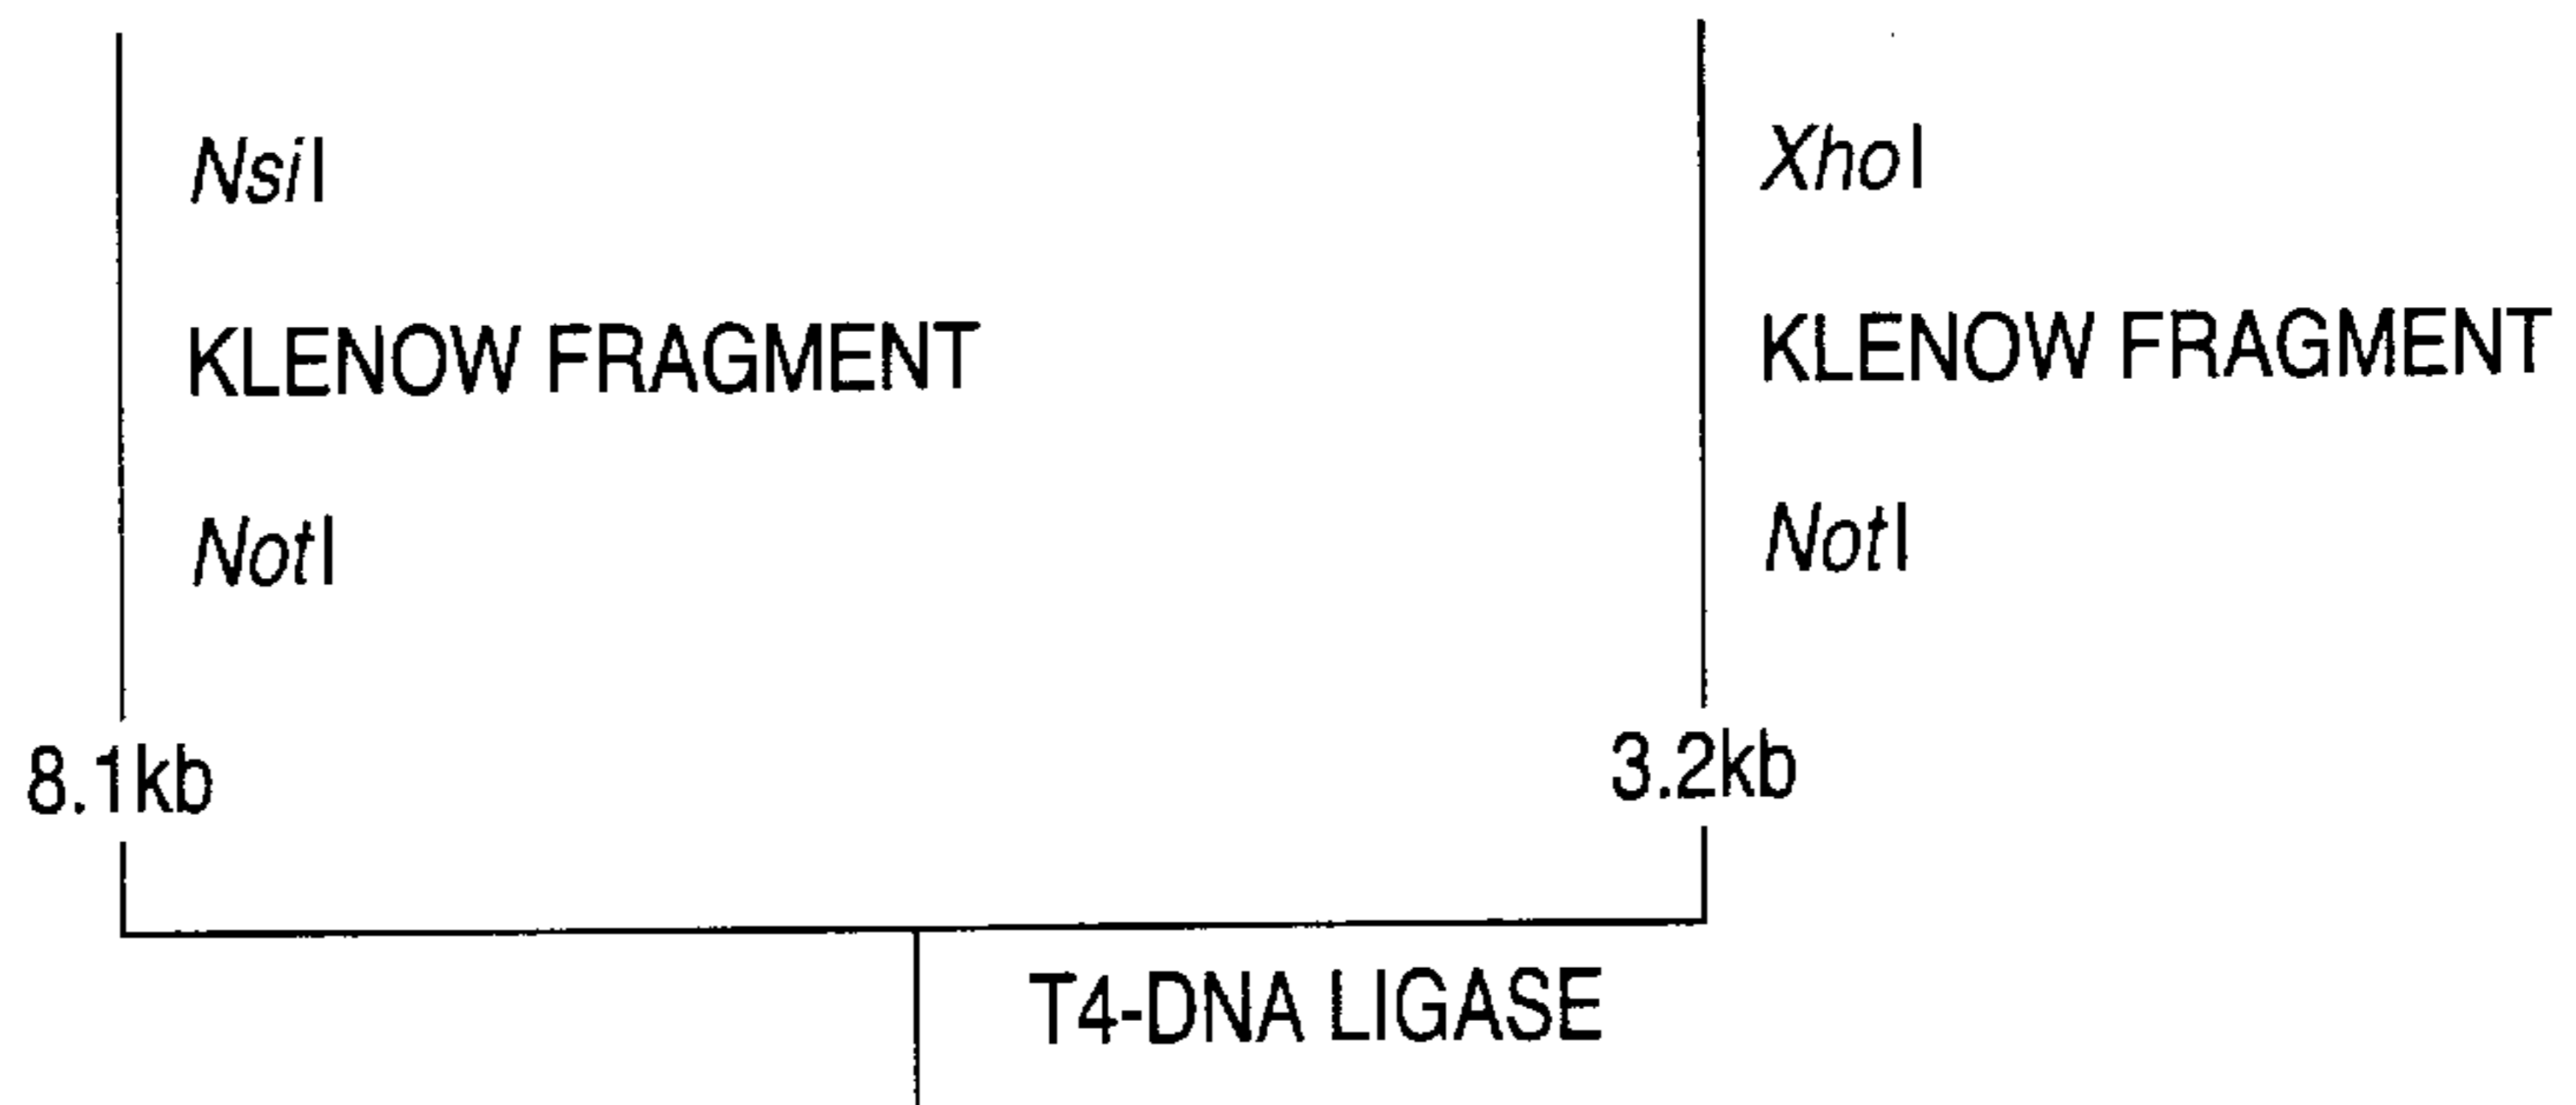 NsiI
KLENOW FRAGMENT
NotI
8.1kb
XhoI
KLENOW FRAGMENT
NotI
3.2kb
T4-DNA LIGASE